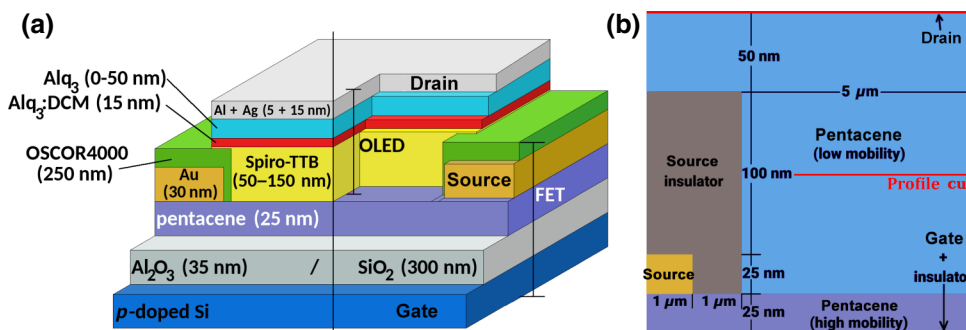 (a)
Alq₃ (0-50 nm)
Alq₃:DCM (15 nm)
OSCOR4000
(250 nm)
Au
(30 nm)
Al + Ag (5 + 15 nm)
Drain
Spiro-TTB
(50–150 nm)
OLED
Source
FET
pentacene (25 nm)
Al₂O₃ (35 nm) / SiO₂ (300 nm)
p-doped Si
Gate
(b)
Drain
50 nm
5 µm
Pentacene
(low mobility)
Source
insulator
100 nm
Profile cu
Gate
+
insulator
Source
25 nm
1 µm
1 µm
25 nm
Pentacene
(high mobility)